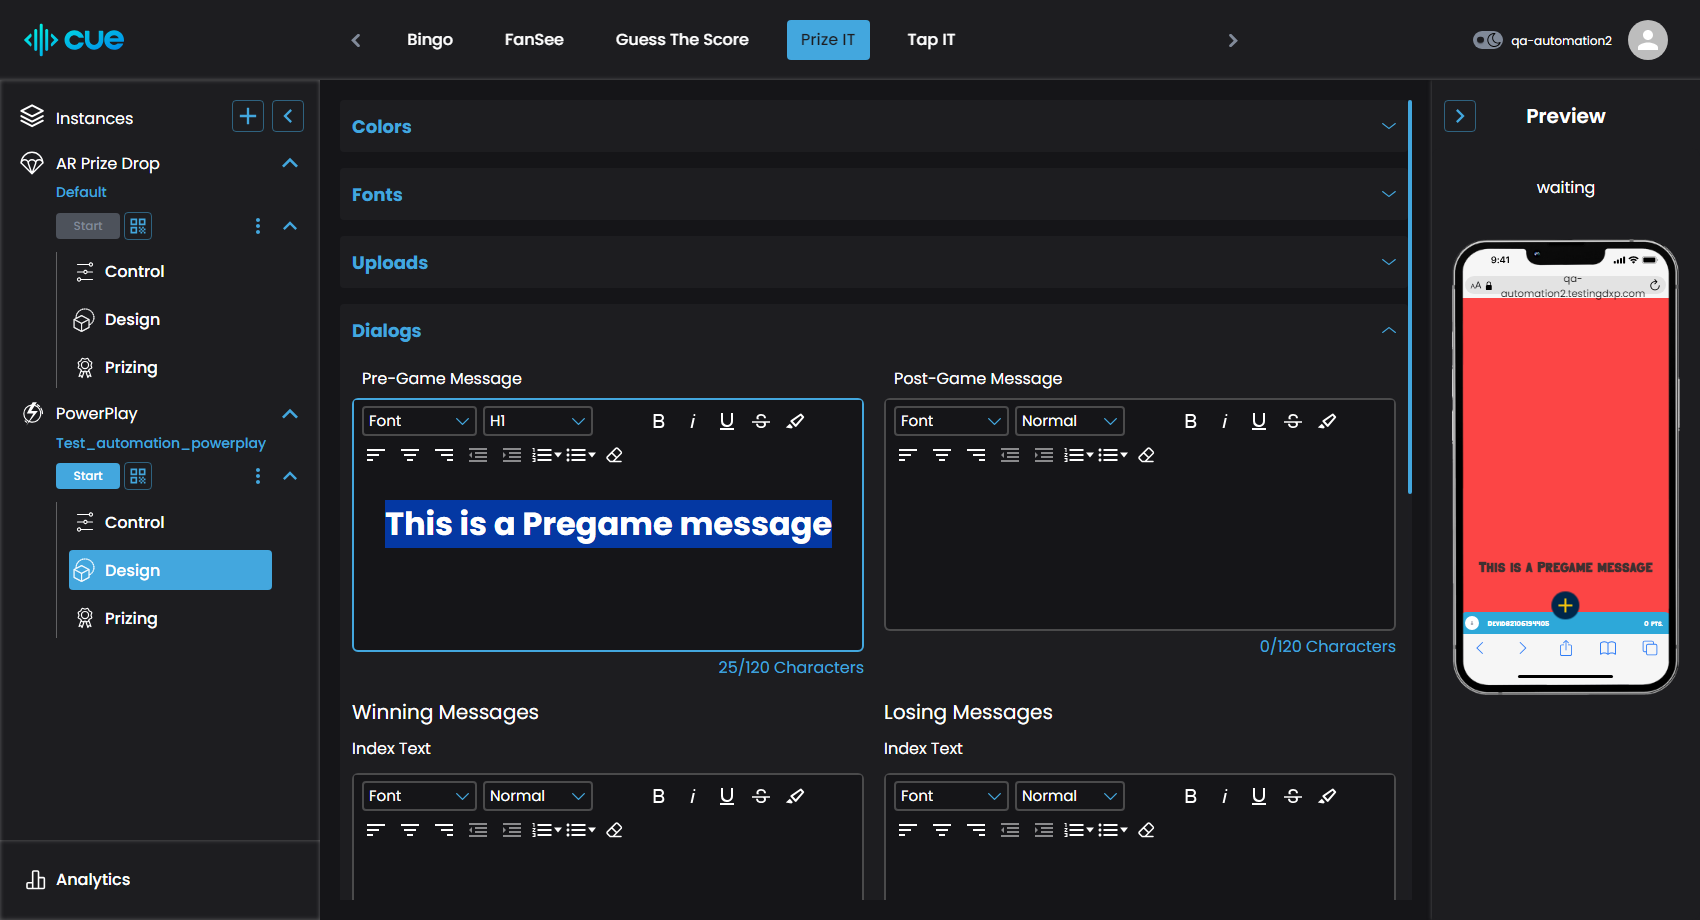 cue
Bingo
FanSee
Guess The Score
Prize IT
Tap IT
qa-automation2
Instances
AR Prize Drop
Default
Start
Control
Design
Prizing
PowerPlay
Test_automation_powerplay
Start
Control
Design
Prizing
Analytics
Colors
Fonts
Uploads
Dialogs
Pre-Game Message
Font
H1
B i U S
This is a Pregame message
25/120 Characters
Post-Game Message
Font
Normal
B i U S
0/120 Characters
Winning Messages
Index Text
Font
Normal
B i U S
Losing Messages
Index Text
Font
Normal
B i U S
Preview
waiting
9:41
AA
qa-
automation2.testingdxp.com
This is a Pregame message
0 PTS.